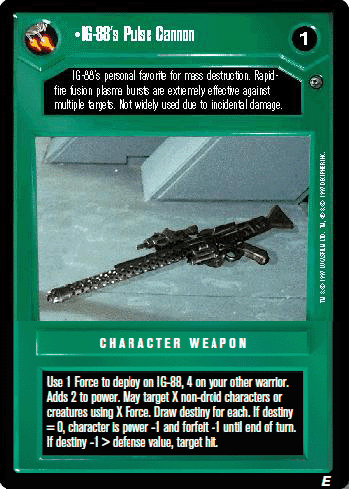 •IG-88's Pulse Cannon
1
IG-88's personal favorite for mass destruction. Rapid-
fire fusion plasma bursts are extremely effective against
multiple targets. Not widely used due to incidental damage.
CHARACTER WEAPON
Use 1 Force to deploy on IG-88, 4 on your other warrior.
Adds 2 to power. May target X non-droid characters or
creatures using X Force. Draw destiny for each. If destiny
= 0, character is power -1 and forfeit -1 until end of turn.
If destiny -1 > defense value, target hit.
E